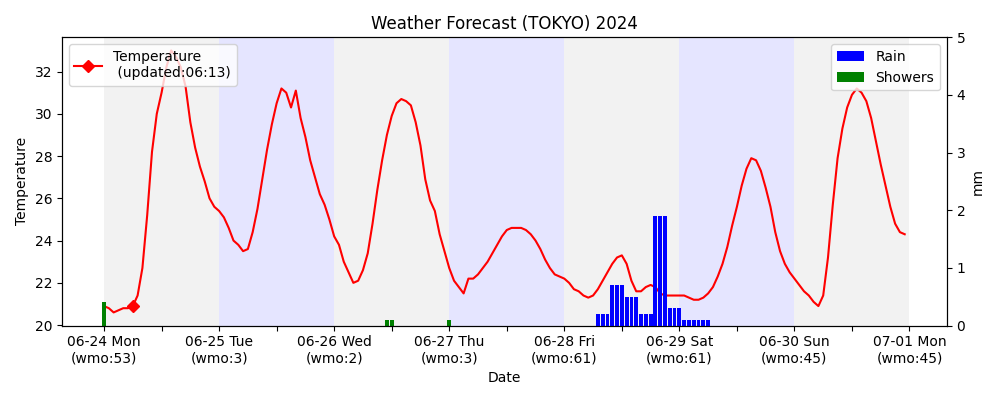 Weather Forecast (TOKYO) 2024
Temperature
(updated:06:13)
Rain
Showers
Temperature
32
30
28
26
24
22
20
5
4
3
2
1
0
mm
06-24 Mon
(wmo:53)
06-25 Tue
(wmo:3)
06-26 Wed
(wmo:2)
06-27 Thu
(wmo:3)
06-28 Fri
(wmo:61)
06-29 Sat
(wmo:61)
06-30 Sun
(wmo:45)
07-01 Mon
(wmo:45)
Date